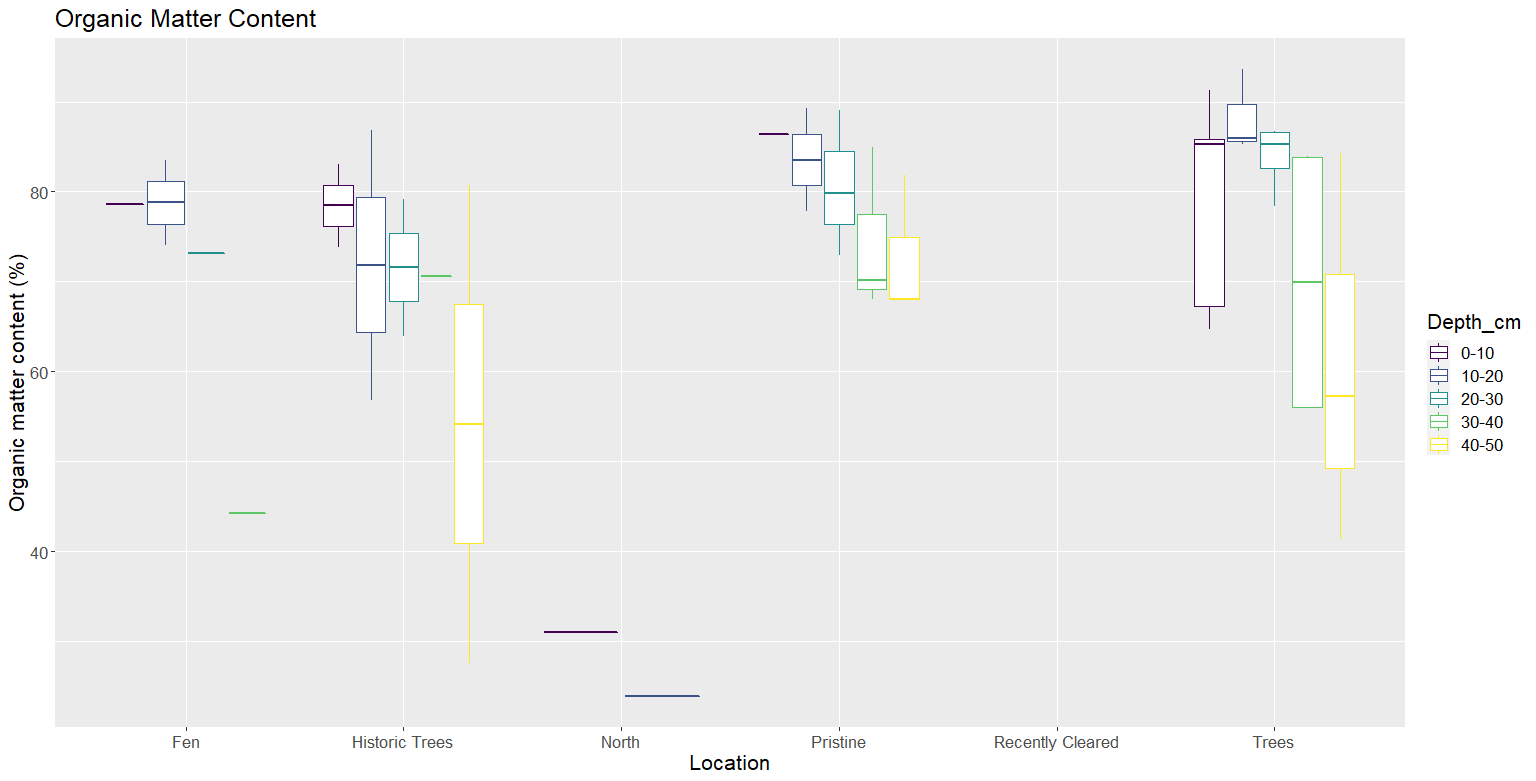 Organic Matter Content
Organic matter content (%)
80
60
40
Fen
Historic Trees
North
Pristine
Recently Cleared
Trees
Location
Depth_cm
0-10
10-20
20-30
30-40
40-50